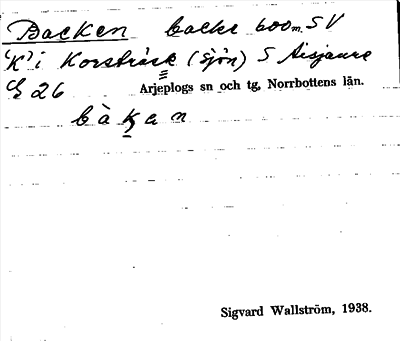 Backen backe 600 m SV
'K' i Korsträsk (sjön) S Aisjaure
26
Arjeplogs sn och tg, Norrbottens län.
bàkan
Sigvard Wallström, 1938.